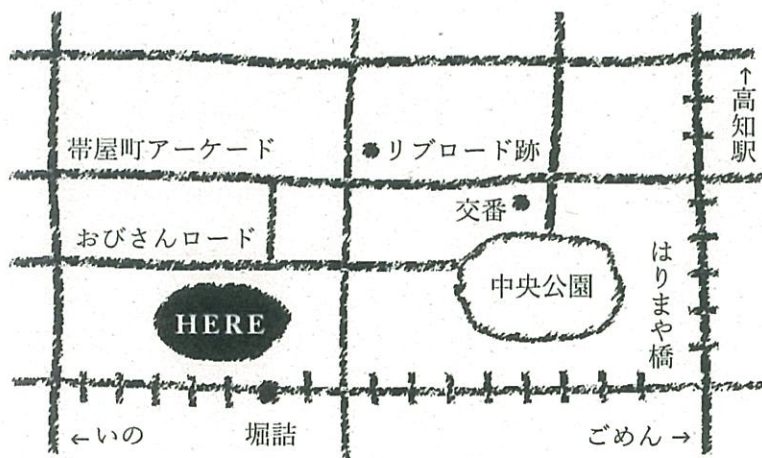 ↑高知駅
帯屋町アーケード
リブロード跡
交番
おびさんロード
はりまや橋
中央公園
HERE
←いの
堀詰
ごめん→